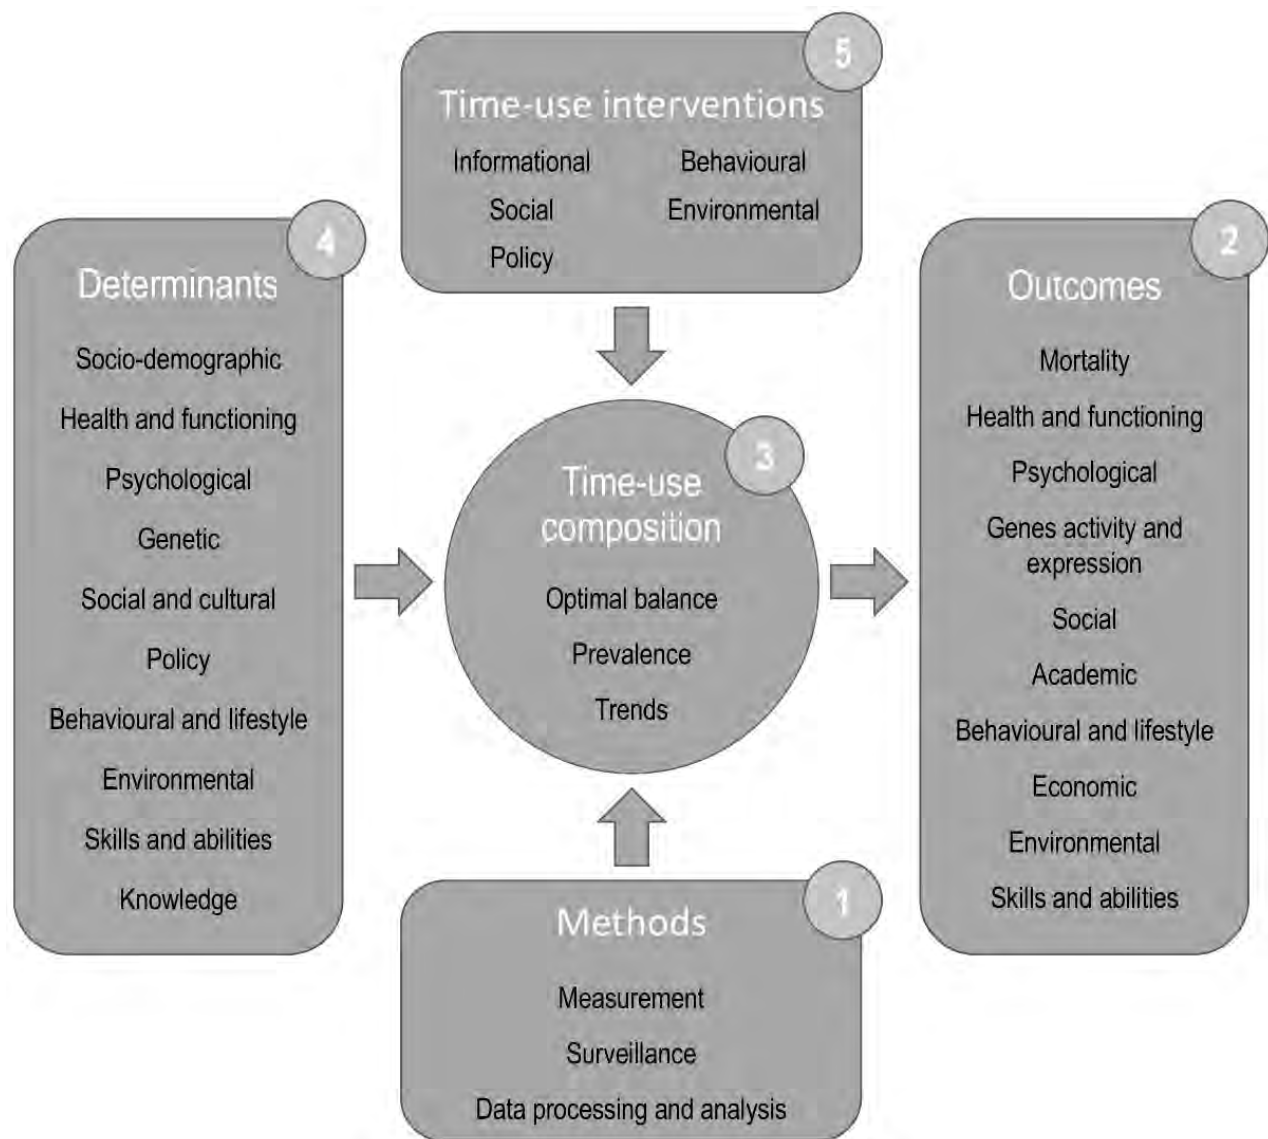 5
Time-use interventions
Informational
Behavioural
Social
Environmental
Policy
4
Determinants
Socio-demographic
Health and functioning
Psychological
Genetic
Social and cultural
Policy
Behavioural and lifestyle
Environmental
Skills and abilities
Knowledge
3
Time-use
composition
Optimal balance
Prevalence
Trends
2
Outcomes
Mortality
Health and functioning
Psychological
Genes activity and
expression
Social
Academic
Behavioural and lifestyle
Economic
Environmental
Skills and abilities
1
Methods
Measurement
Surveillance
Data processing and analysis